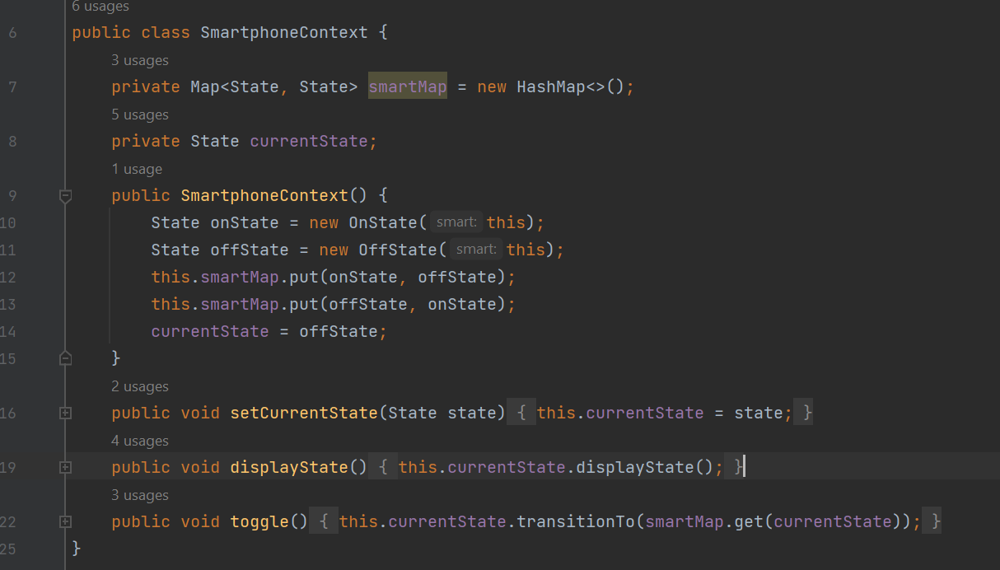 6 usages
6 public class SmartphoneContext {
3 usages
7 private Map<State, State> smartMap = new HashMap<>();
5 usages
8 private State currentState;
1 usage
9 public SmartphoneContext() {
10 State onState = new OnState( smart: this);
11 State offState = new OffState( smart: this);
12 this.smartMap.put(onState, offState);
13 this.smartMap.put(offState, onState);
14 currentState = offState;
15 }
2 usages
16 public void setCurrentState(State state) { this.currentState = state; }
4 usages
19 public void displayState() { this.currentState.displayState(); }
3 usages
22 public void toggle() { this.currentState.transitionTo(smartMap.get(currentState)); }
25 }